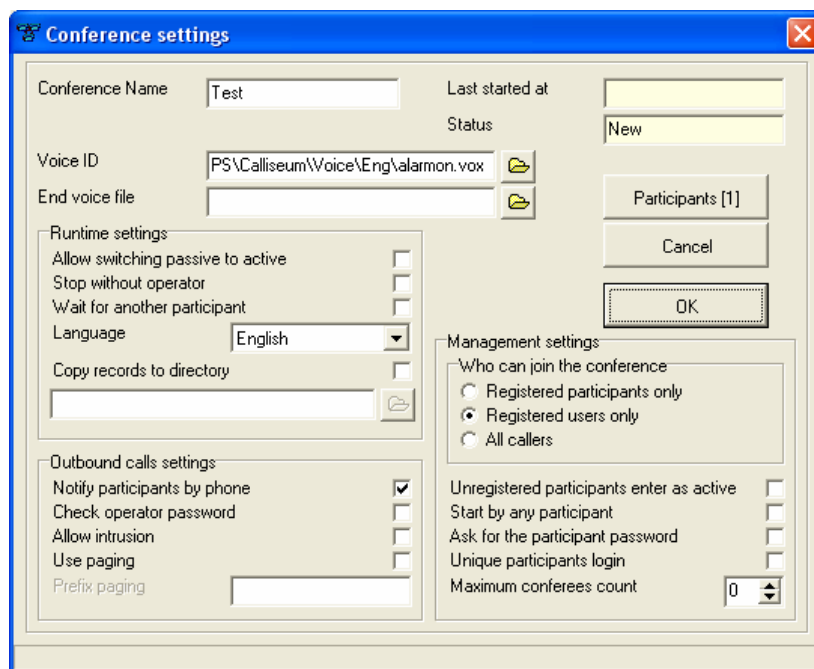 Conference settings
Conference Name
Test
Last started at
Status
New
Voice ID
PS\Calliseum\Voice\Eng\alarmon.vox
End voice file
Participants [1]
Cancel
OK
Runtime settings
Allow switching passive to active
Stop without operator
Wait for another participant
Language
English
Copy records to directory
Management settings
Who can join the conference
Registered participants only
Registered users only
All callers
Outbound calls settings
Notify participants by phone
Check operator password
Allow intrusion
Use paging
Prefix paging
Unregistered participants enter as active
Start by any participant
Ask for the participant password
Unique participants login
Maximum conferees count
0